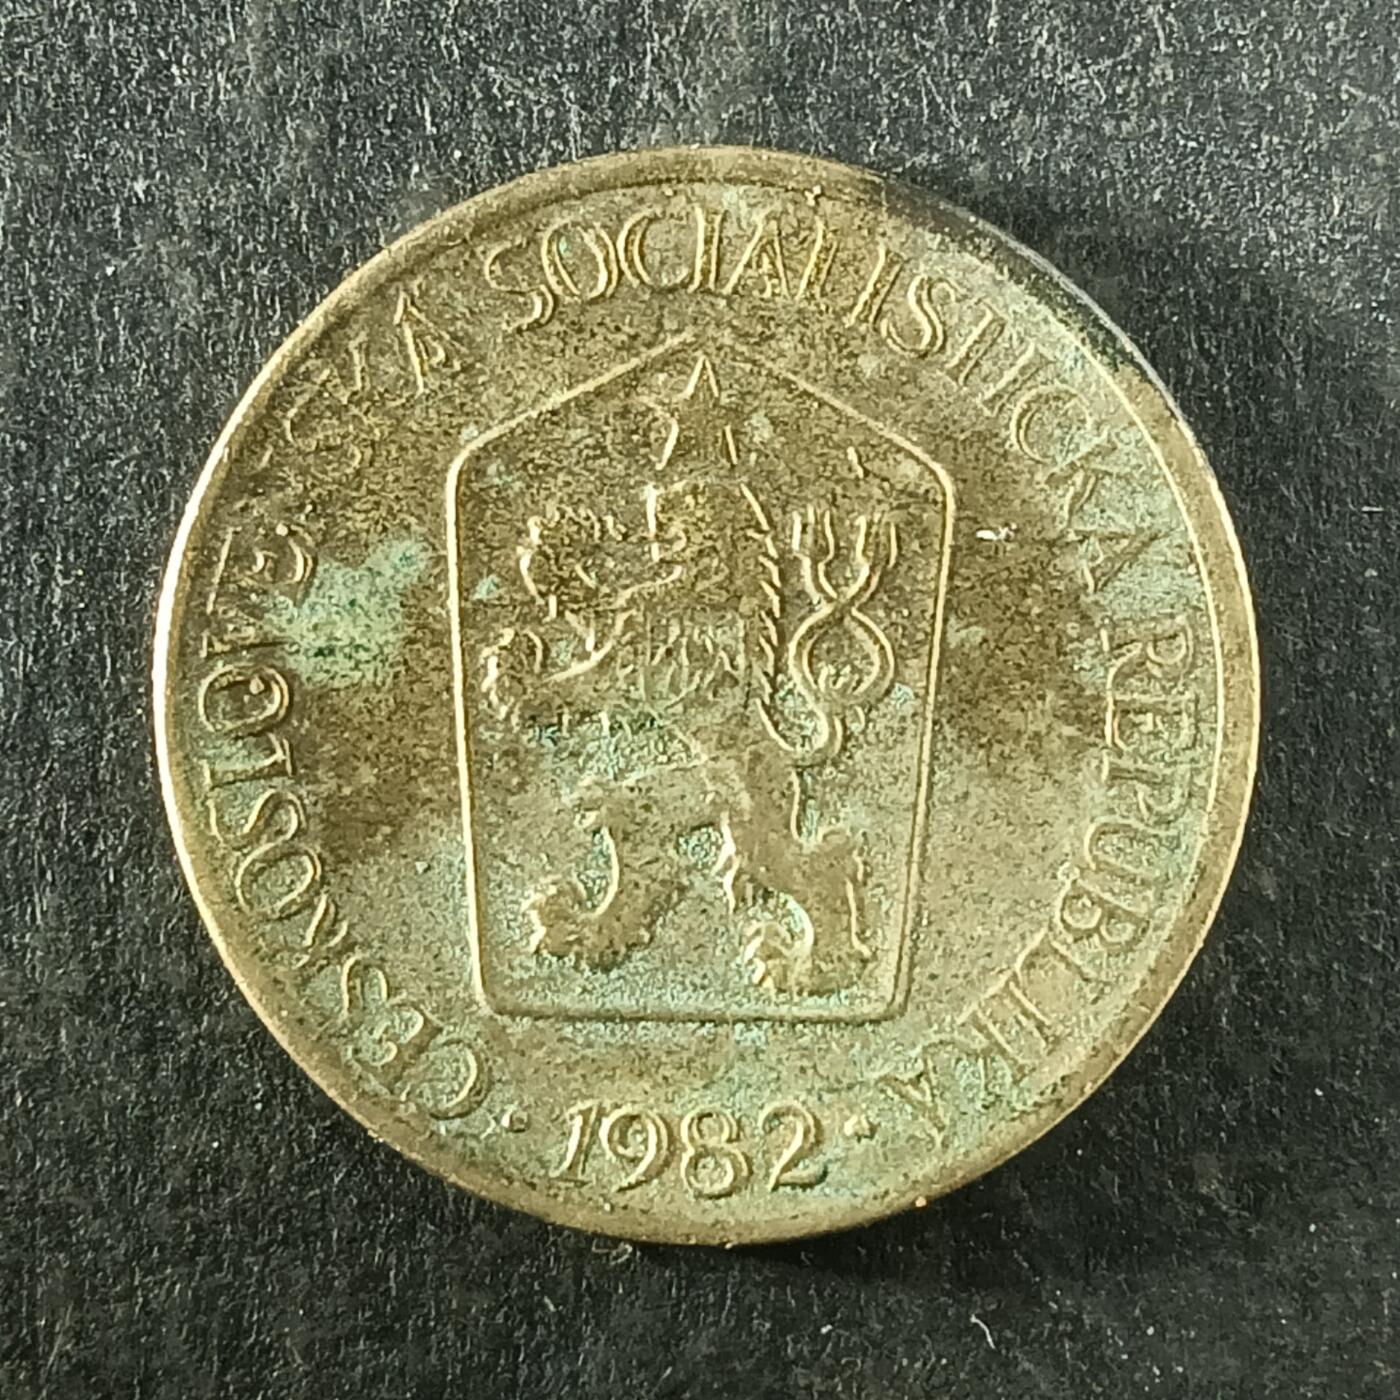 ČESKOSLOVENSKÁ SOCIALISTICKÁ REPUBLIKA
· 1982 ·